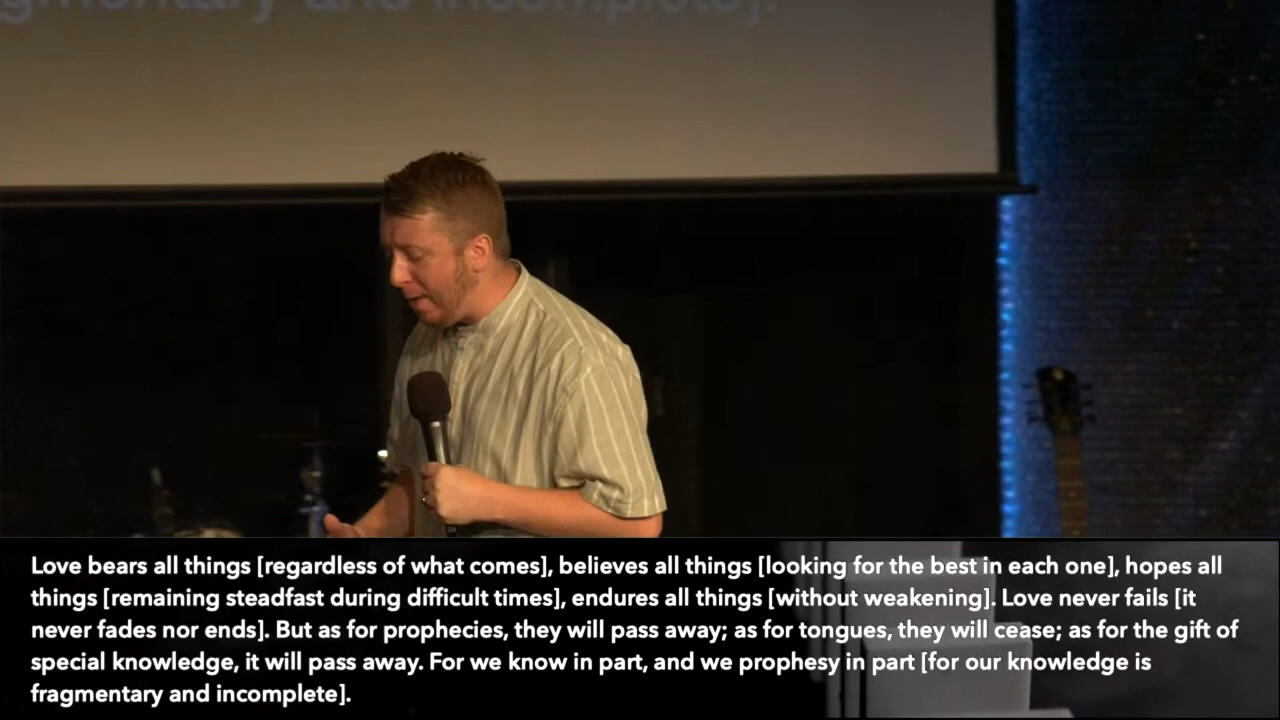 gmentary and incomplete].
Love bears all things [regardless of what comes], believes all things [looking for the best in each one], hopes all
things [remaining steadfast during difficult times], endures all things [without weakening]. Love never fails [it
never fades nor ends]. But as for prophecies, they will pass away; as for tongues, they will cease; as for the gift of
special knowledge, it will pass away. For we know in part, and we prophesy in part [for our knowledge is
fragmentary and incomplete].